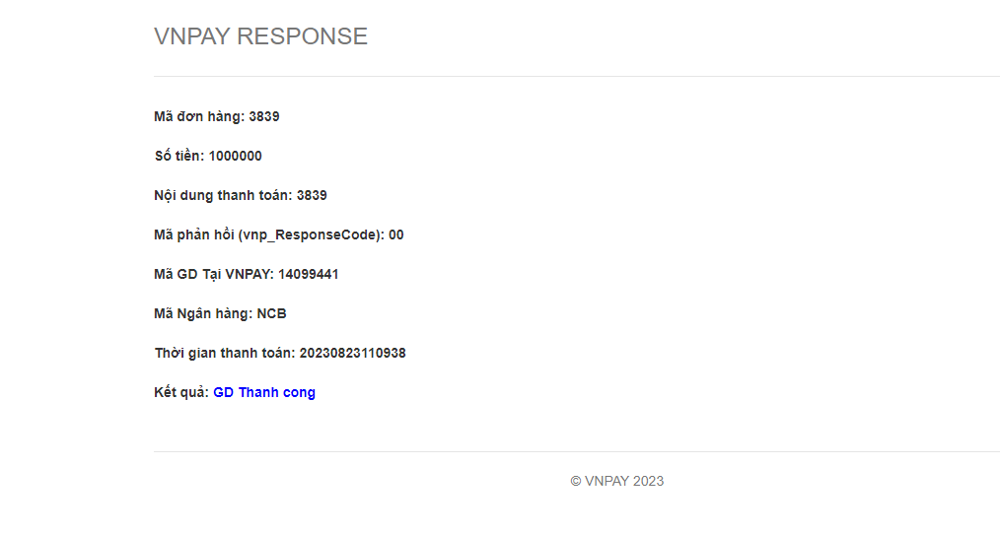 VNPAY RESPONSE
Mã đơn hàng: 3839
Số tiền: 1000000
Nội dung thanh toán: 3839
Mã phản hồi (vnp_ResponseCode): 00
Mã GD Tại VNPAY: 14099441
Mã Ngân hàng: NCB
Thời gian thanh toán: 20230823110938
Kết quả: GD Thanh cong
© VNPAY 2023